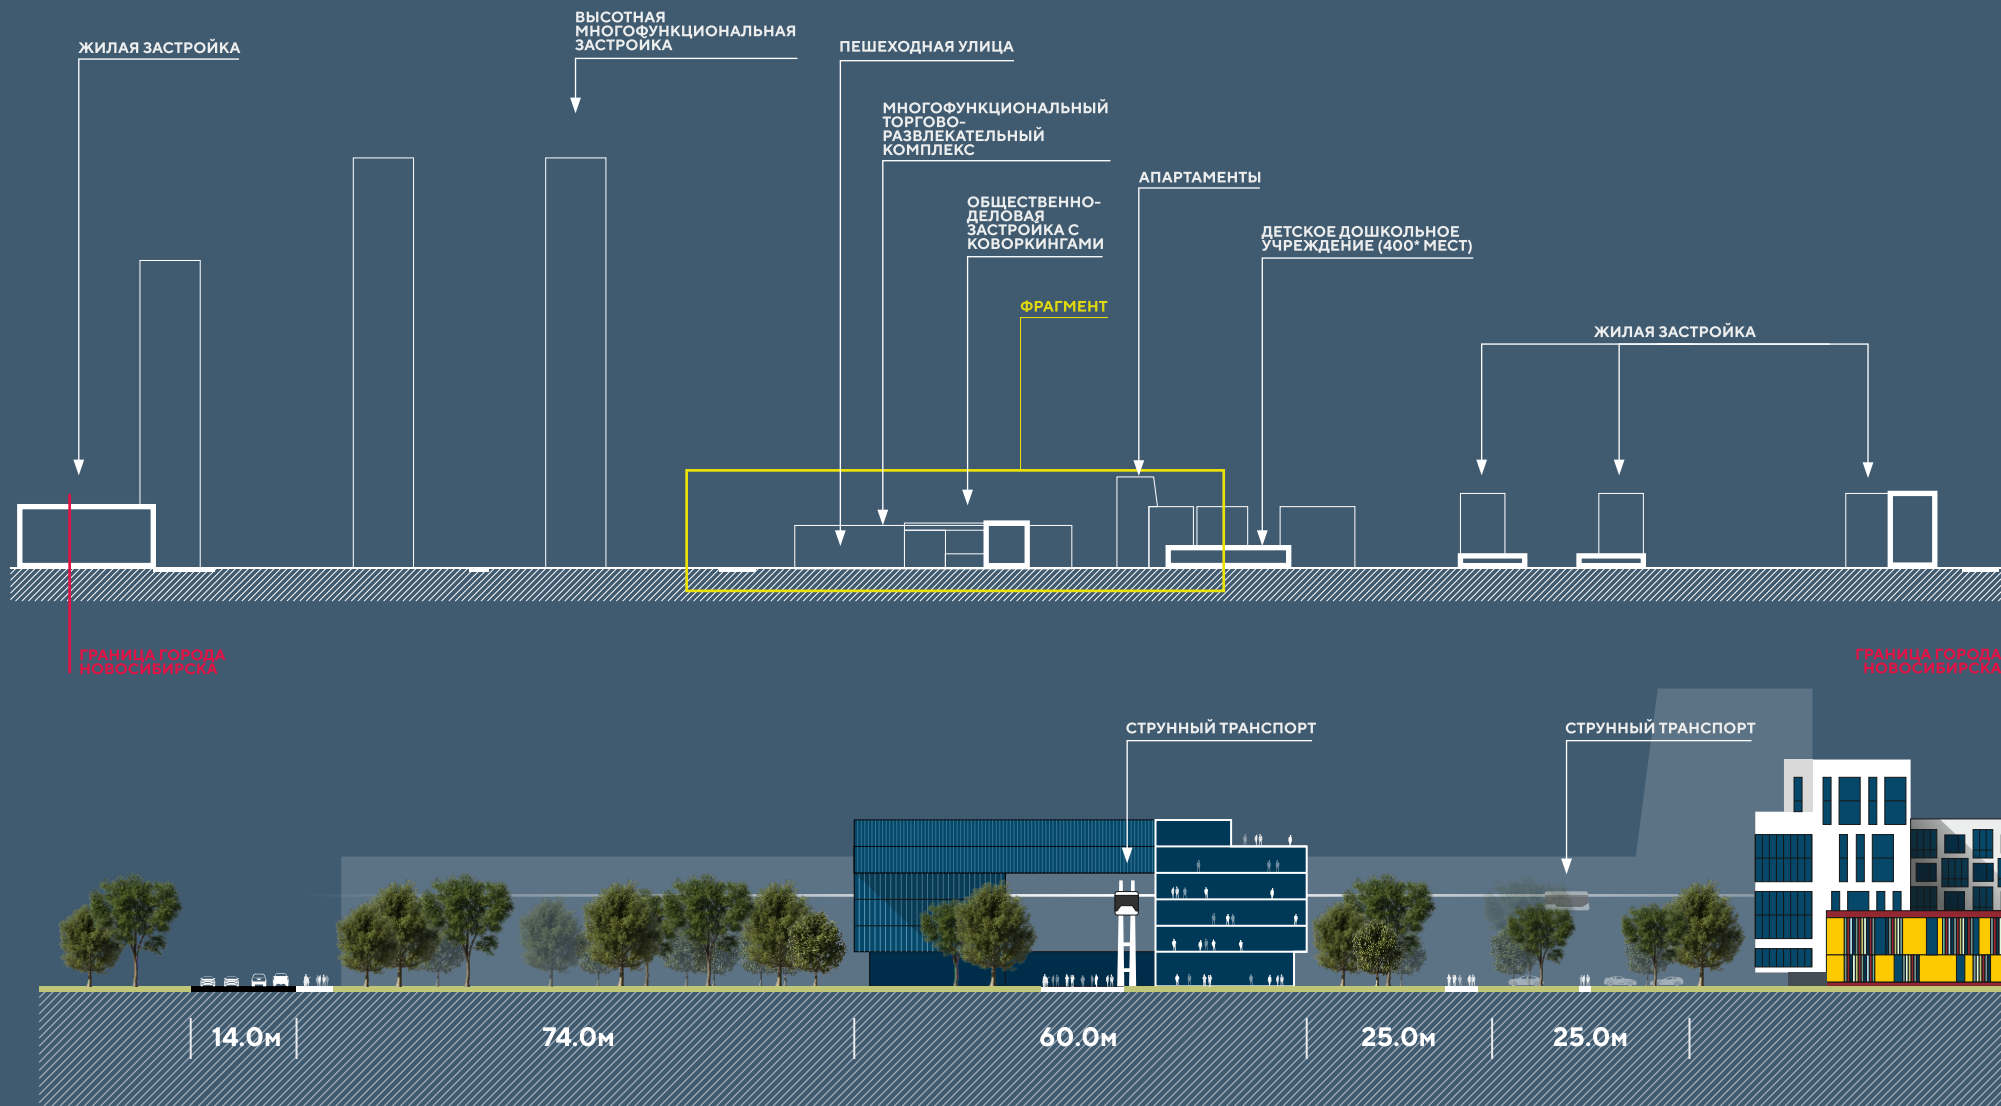 ЖИЛАЯ ЗАСТРОЙКА
ВЫСОТНАЯ
МНОГОФУНКЦИОНАЛЬНАЯ
ЗАСТРОЙКА
ПЕШЕХОДНАЯ УЛИЦА
МНОГОФУНКЦИОНАЛЬНЫЙ
ТОРГОВО-
РАЗВЛЕКАТЕЛЬНЫЙ
КОМПЛЕКС
АПАРТАМЕНТЫ
ОБЩЕСТВЕННО-
ДЕЛОВАЯ
ЗАСТРОЙКА С
КОВОРКИНГАМИ
ДЕТСКОЕ ДОШКОЛЬНОЕ
УЧРЕЖДЕНИЕ (400* МЕСТ)
ФРАГМЕНТ
ЖИЛАЯ ЗАСТРОЙКА
ГРАНИЦА ГОРОДА
НОВОСИБИРСКА
ГРАНИЦА ГОРОДА
НОВОСИБИРСКА
СТРУННЫЙ ТРАНСПОРТ
СТРУННЫЙ ТРАНСПОРТ
14.0м
74.0м
60.0м
25.0м
25.0м